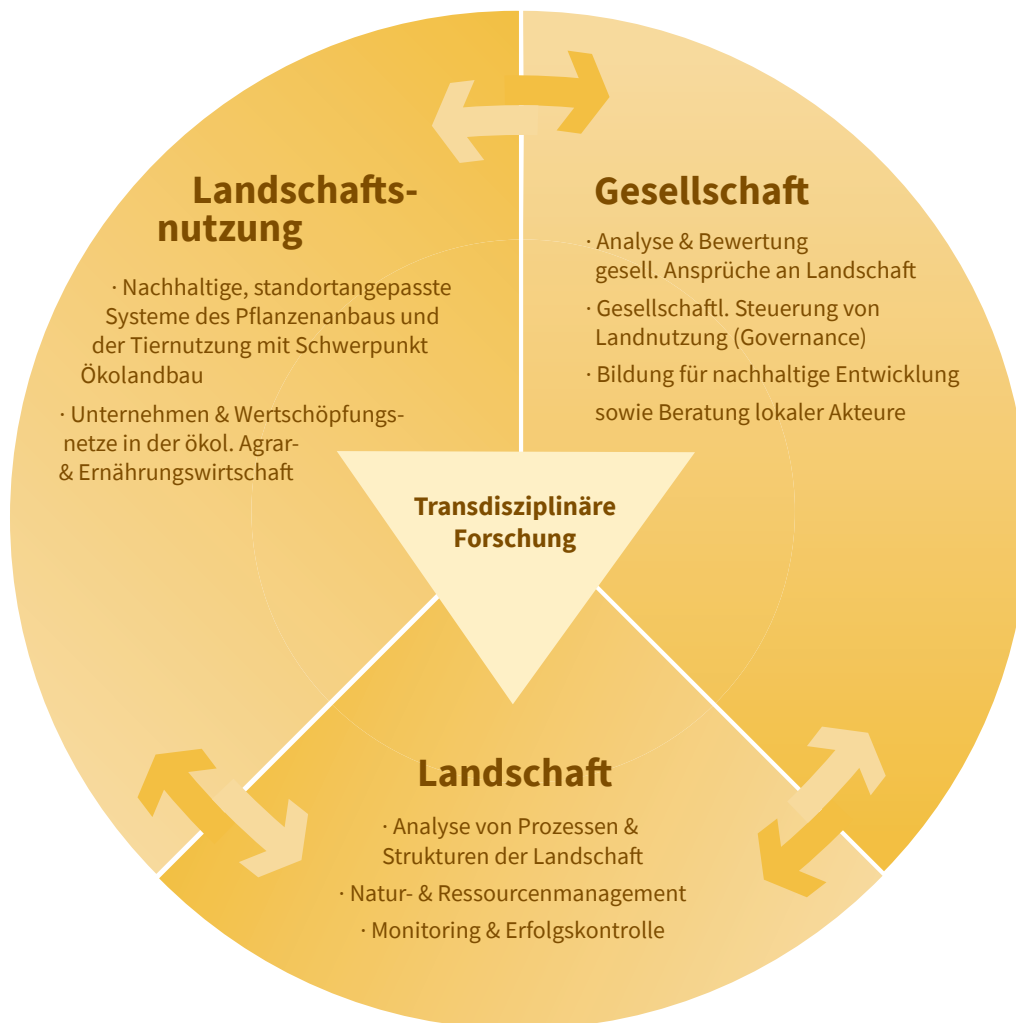 Landschafts-
nutzung
· Nachhaltige, standortangepasste
Systeme des Pflanzenanbaus und
der Tiernutzung mit Schwerpunkt
Ökolandbau
· Unternehmen & Wertschöpfungs-
netze in der ökol. Agrar-
& Ernährungswirtschaft
Gesellschaft
· Analyse & Bewertung
gesell. Ansprüche an Landschaft
· Gesellschaftl. Steuerung von
Landnutzung (Governance)
· Bildung für nachhaltige Entwicklung
sowie Beratung lokaler Akteure
Transdisziplinäre
Forschung
Landschaft
· Analyse von Prozessen &
Strukturen der Landschaft
· Natur- & Ressourcenmanagement
· Monitoring & Erfolgskontrolle